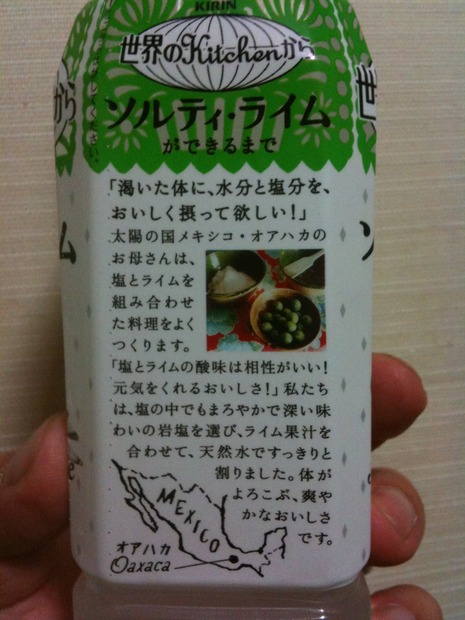 KIRIN
世界のKitchenから
ソルティ・ライム
ができるまで
「渇いた体に、水分と塩分を、
おいしく摂って欲しい!」
太陽の国メキシコ・オアハカの
お母さんは、
塩とライムを
組み合わせ
た料理をよく
つくります。
「塩とライムの酸味は相性がいい!
元気をくれるおいしさ!」私たち
は、塩の中でもまろやかで深い味
わいの岩塩を選び、ライム果汁を
合わせて、天然水ですっきりと
割りました。体が
よろこぶ、爽や
かなおいしさ
です。
MEXICO
オアハカ
Oaxaca
から
世
ム
ソ